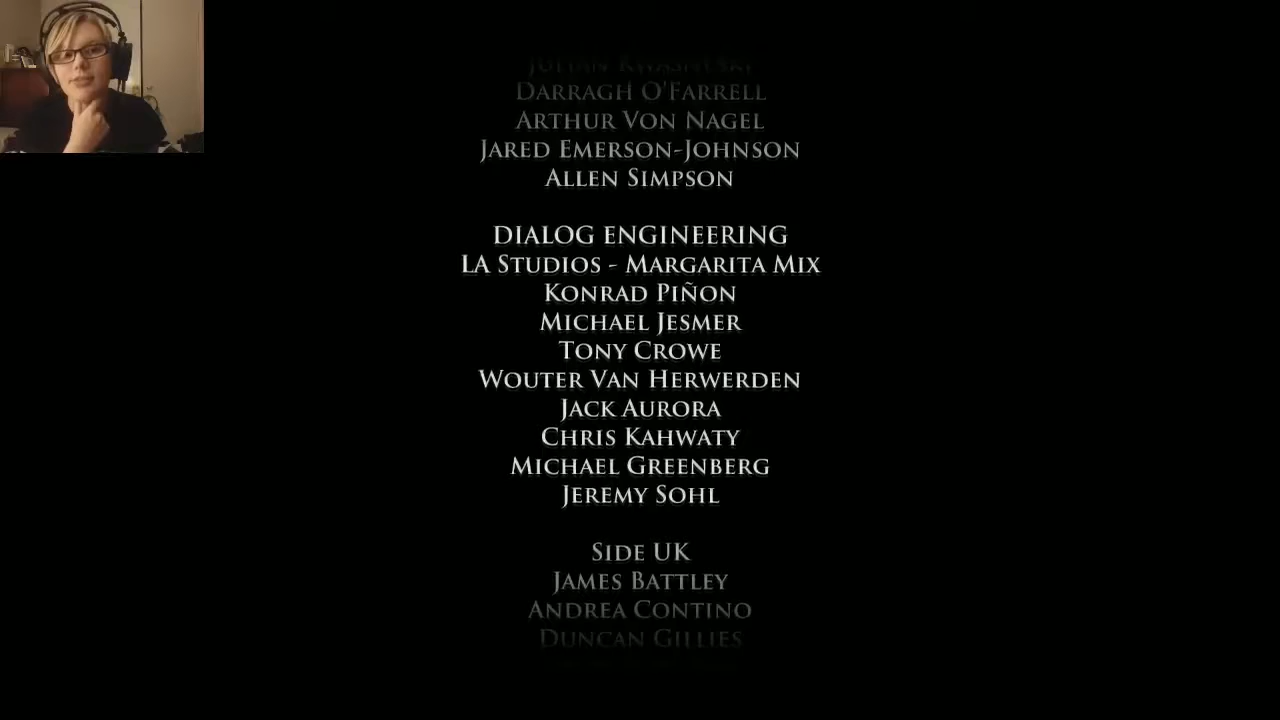 Darragh O'Farrell
Arthur Von Nagel
Jared Emerson-Johnson
Allen Simpson
DIALOG ENGINEERING
LA Studios - Margarita Mix
Konrad Piñon
Michael Jesmer
Tony Crowe
Wouter Van Herwerden
Jack Aurora
Chris Kahwaty
Michael Greenberg
Jeremy Sohl
Side UK
James Battley
Andrea Contino
Duncan Gillies